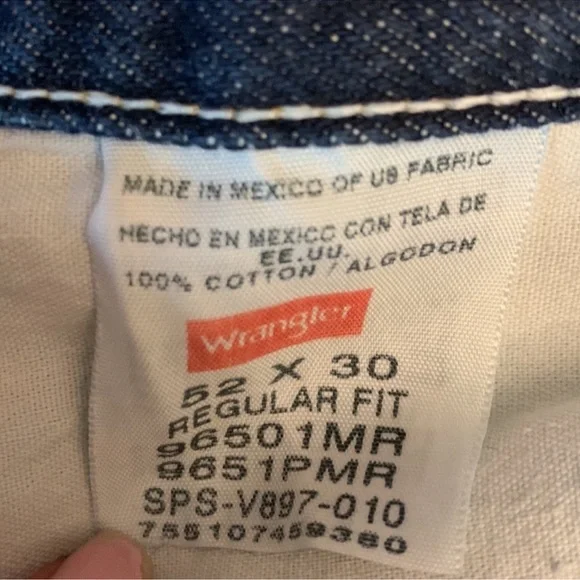 MADE IN MEXICO OF US FABRIC
HECHO EN MEXICO CON TELA DE
EE.UU.
100% COTTON / ALGODON
Wrangler
52 X 30
REGULAR FIT
96501MR
9651PMR
SPS-V897-010
755107459380